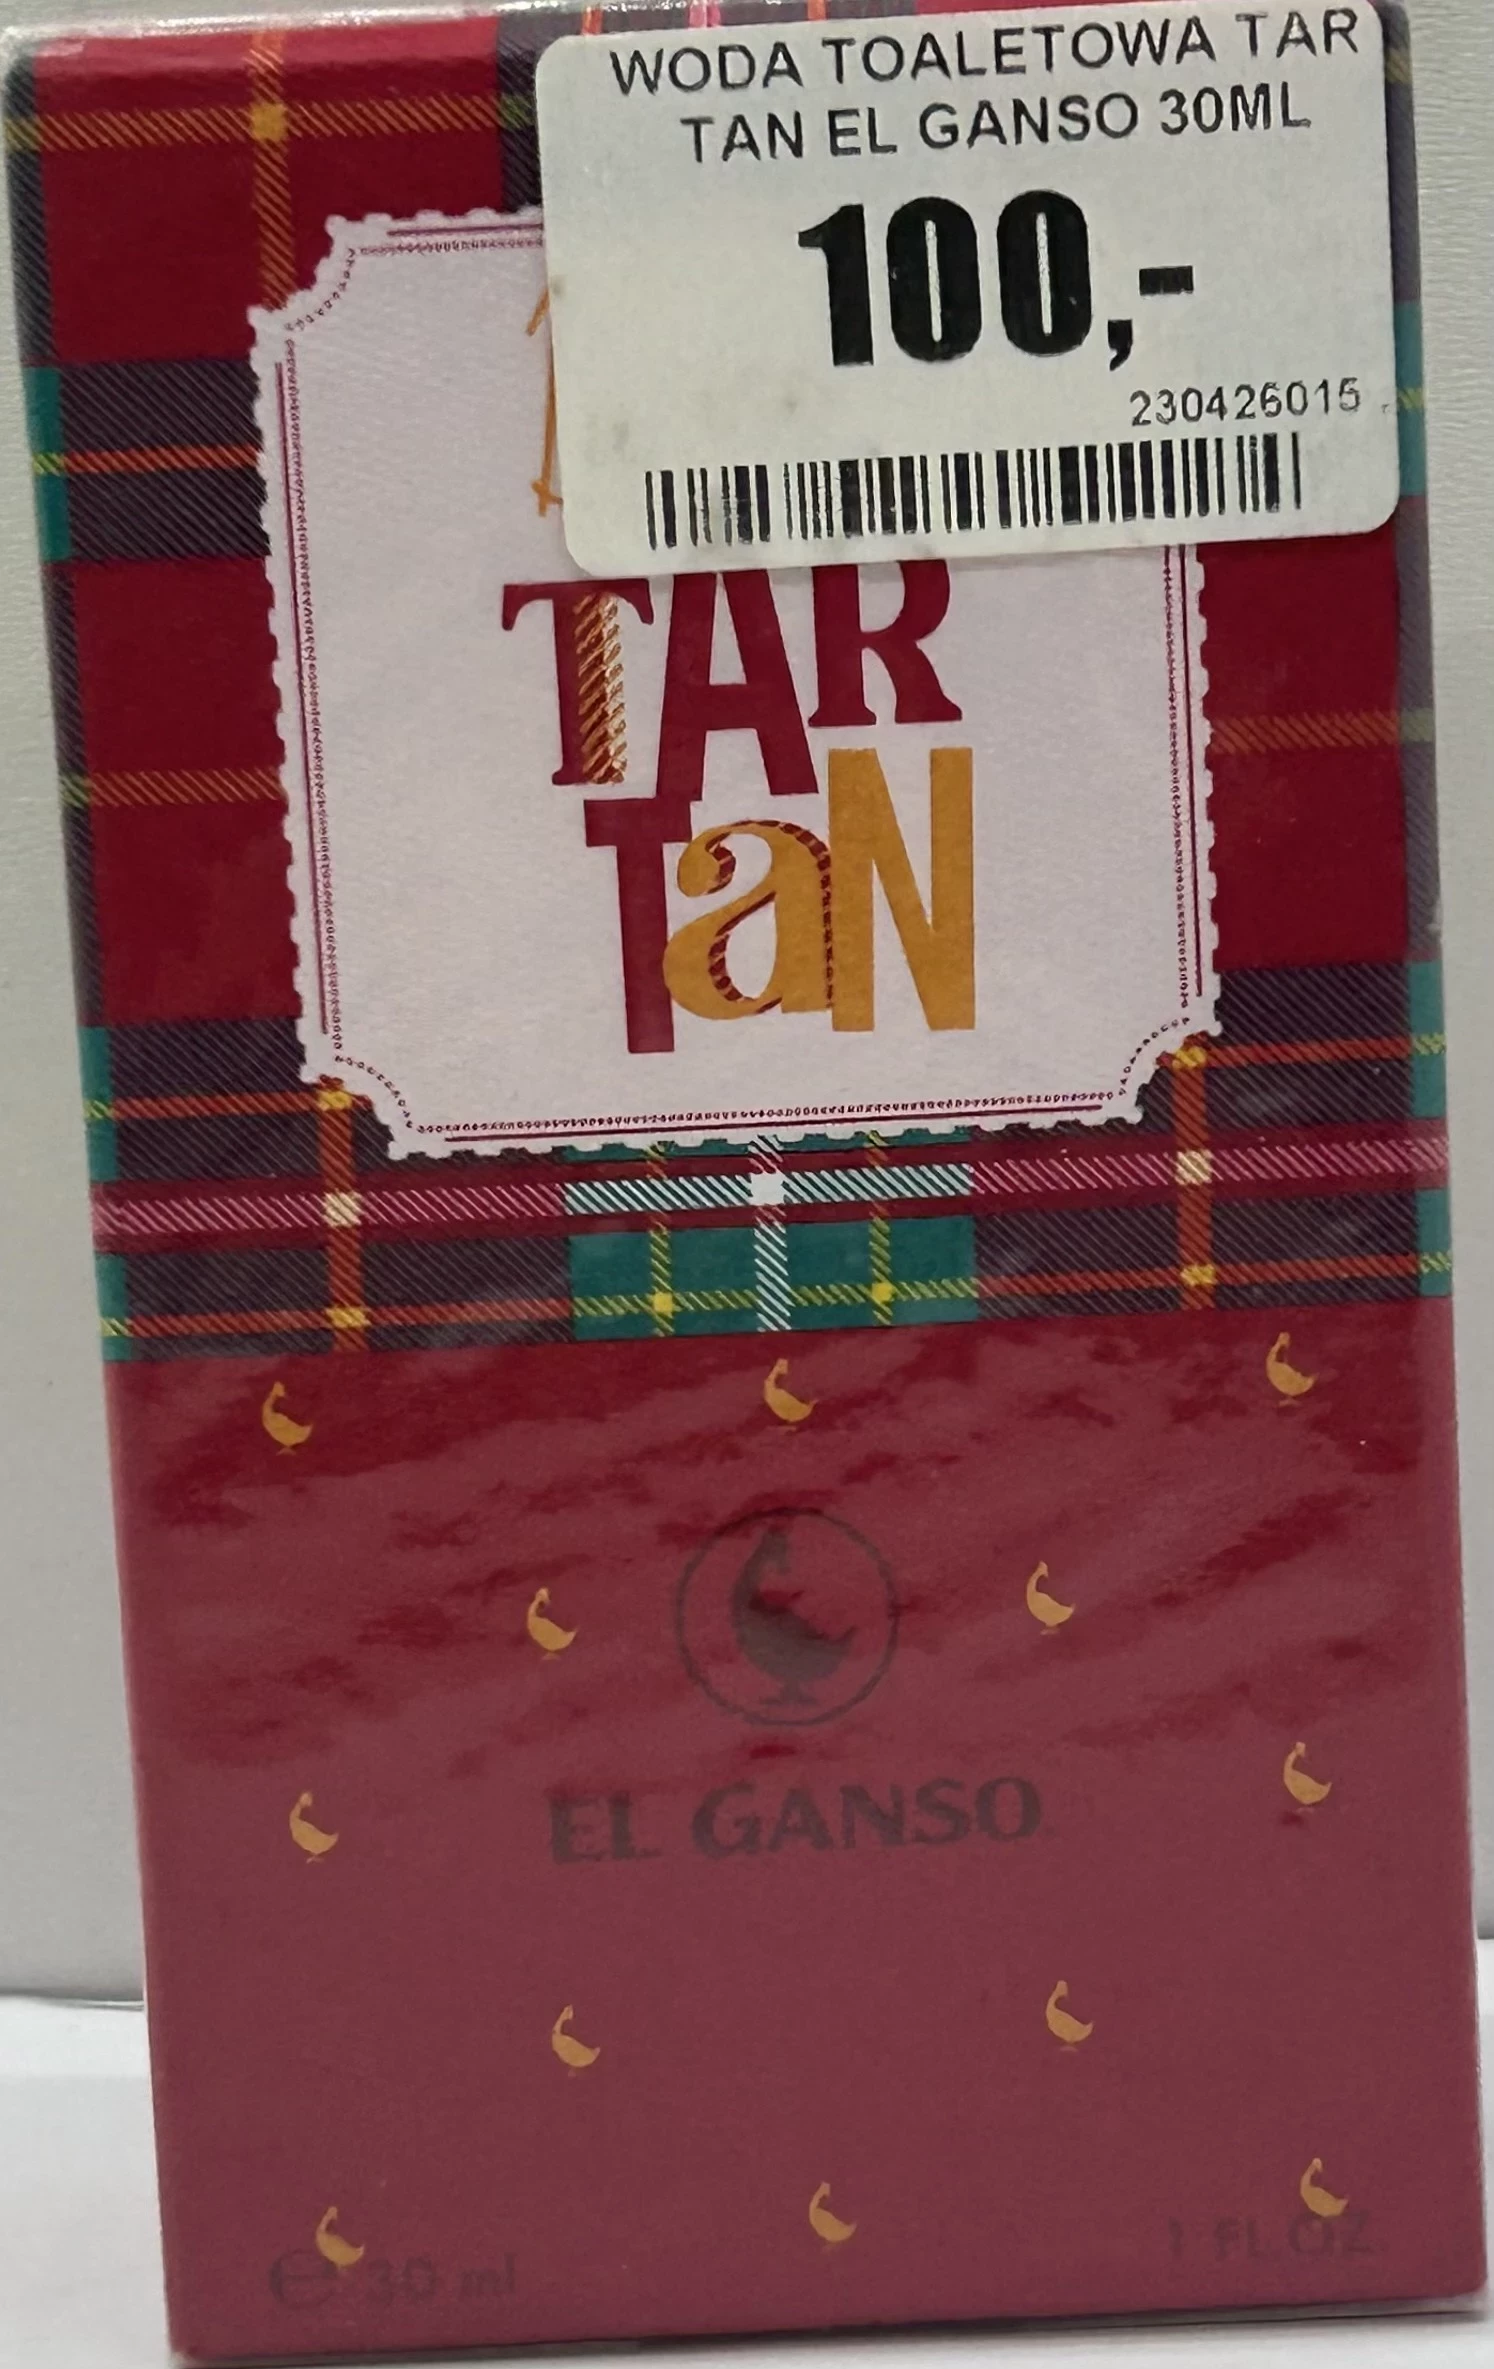 WODA TOALETOWA TAR
TAN EL GANSO 30ML
100,-
230426015
TAR
TaN
EL GANSO
℮ 30 ml
1 FL OZ